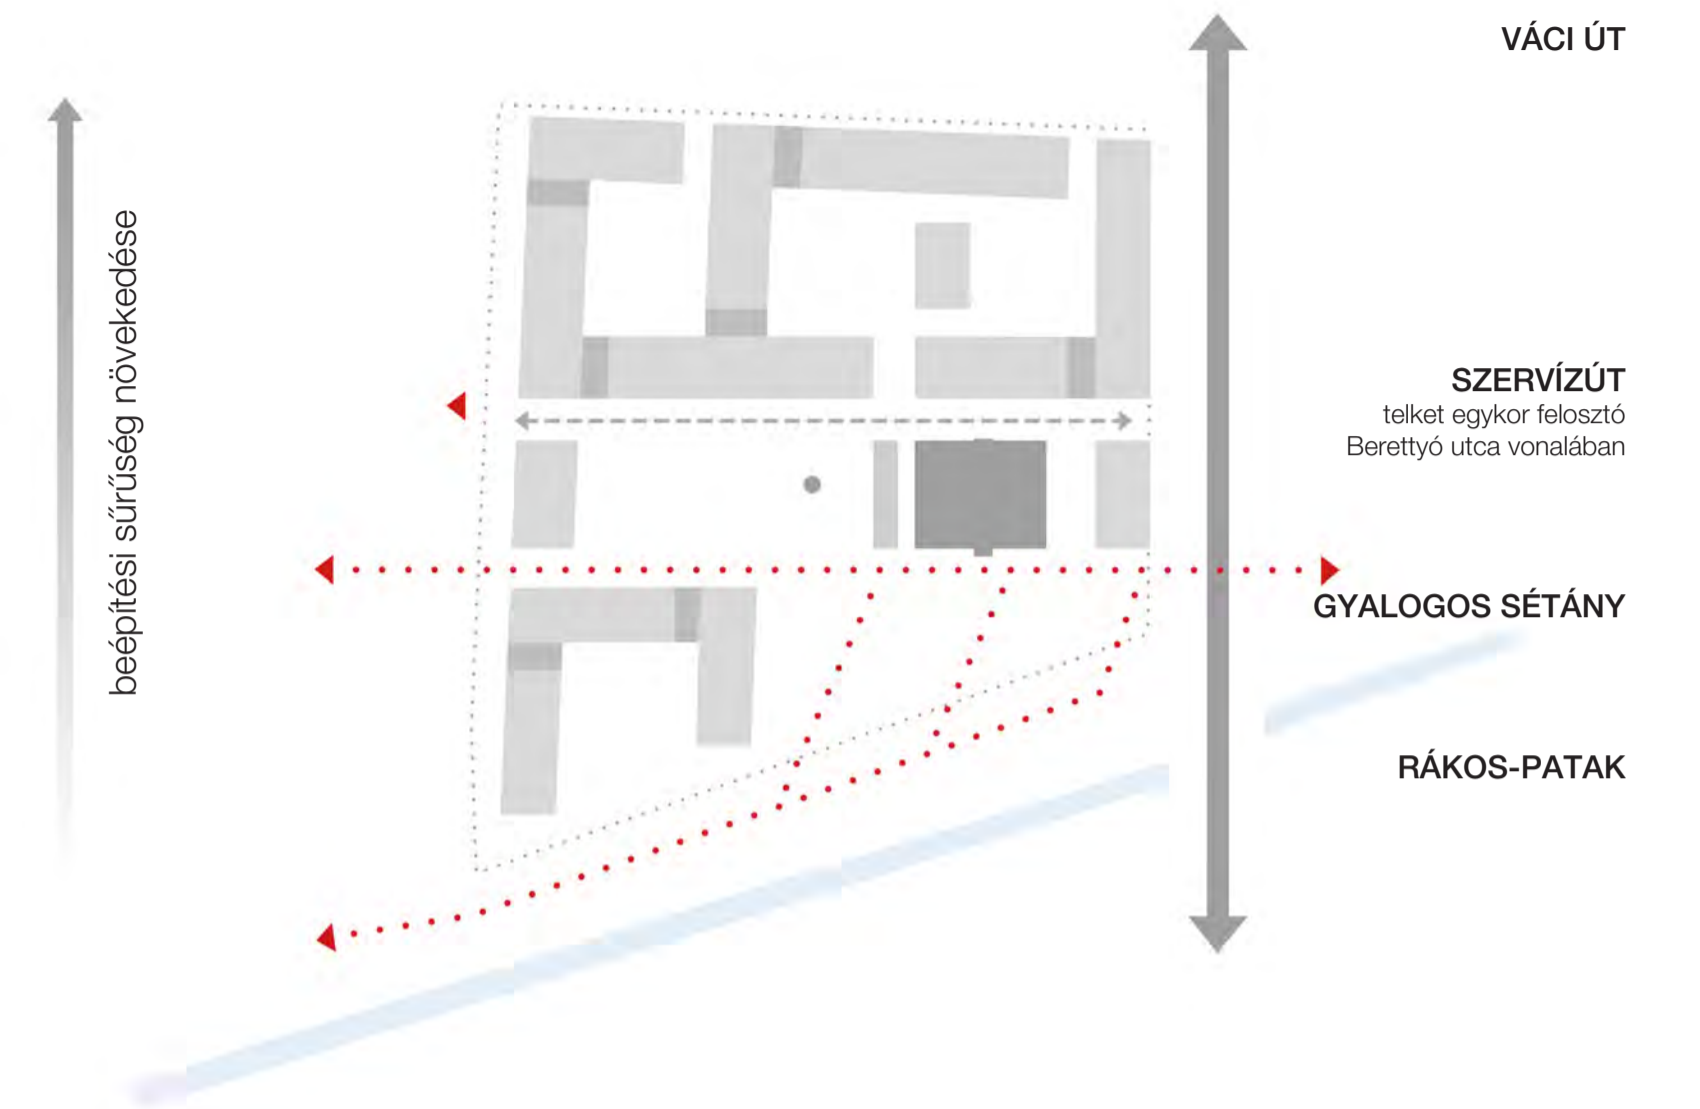 VÁCI ÚT
beépítési sűrűség növekedése
SZERVÍZÚT
telket egykor felosztó
Berettyó utca vonalában
GYALOGOS SÉTÁNY
RÁKOS-PATAK